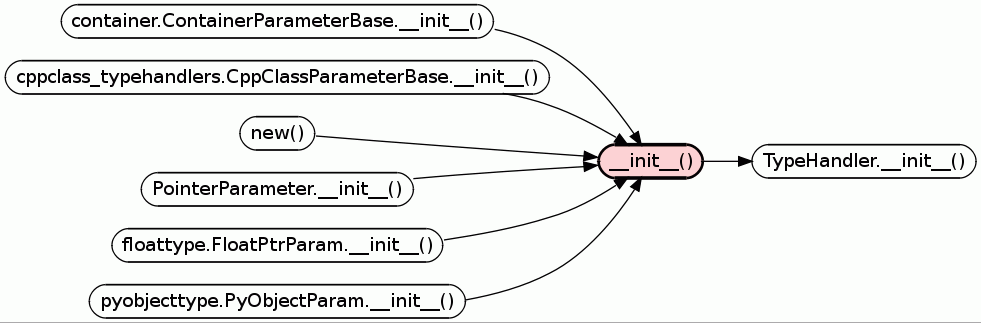 container.ContainerParameterBase.__init__()
cppclass_typehandlers.CppClassParameterBase.__init__()
new()
__init__()
TypeHandler.__init__()
PointerParameter.__init__()
floattype.FloatPtrParam.__init__()
pyobjecttype.PyObjectParam.__init__()